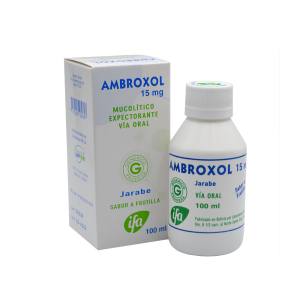 AMBROXOL
15 mg
MUCOLÍTICO
EXPECTORANTE
VÍA ORAL
G
Jarabe
SABOR A FRUTILLA
ifa
100 ml
AMBROXOL 15 mg
G
Jarabe
VÍA ORAL
100 ml
ifa